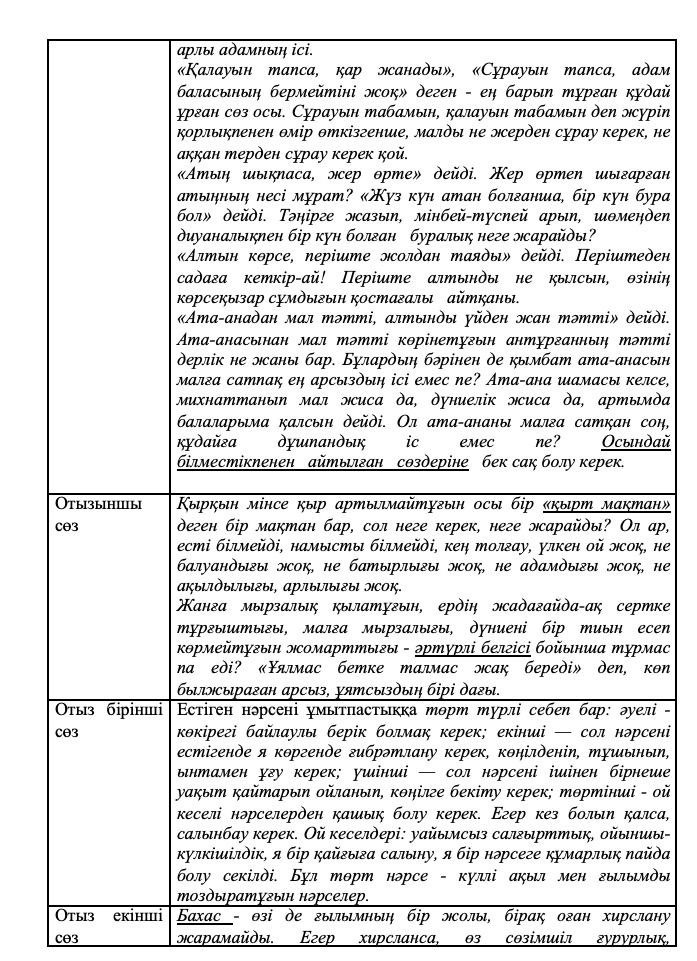 арлы адамның ісі.
«Қалауын тапса, қар жанады», «Сұрауын тапса, адам
баласының бермейтіні жоқ» деген - ең барып тұрған құдай
ұрған сөз осы. Сұрауын табамын, қалауын табамын деп жүріп
қорлықпенен өмір өткізгенше, малды не жерден сұрау керек, не
аққан терден сұрау керек қой.
«Атың шықпаса, жер өрте» дейді. Жер өртеп шығарған
атыңның несі мұрат? «Жүз күн атан болғанша, бір күн бура
бол» дейді. Тәңірге жазып, мінбей-түспей арып, шөмеңдеп
диуаналықпен бір күн болған буралық неге жарайды?
«Алтын көрсе, періште жолдан таяды» дейді. Періштеден
садаға кеткір-ай! Періште алтынды не қылсын, өзінің
көрсеқызар сұмдығын қостағалы айтқаны.
«Ата-анадан мал тәтті, алтынды үйден жан тәтті» дейді.
Ата-анасынан мал тәтті көрінетұғын антұрғанның тәтті
дерлік не жаны бар. Бұлардың бәрінен де қымбат ата-анасын
малға сатпақ ең арсыздың ісі емес пе? Ата-ана шамасы келсе,
михнаттанып мал жиса да, дүниелік жиса да, артымда
балаларыма қалсын дейді. Ол ата-ананы малға сатқан соң,
құдайға дұшпандық іс емес пе? Осындай
білместікпенен айтылған сөздеріне бек сақ болу керек.
Отызыншы сөз
Қырқын мінсе қыр артылмайтұғын осы бір «қырт мақтан»
деген бір мақтан бар, сол неге керек, неге жарайды? Ол ар,
есті білмейді, намысты білмейді, кең толғау, үлкен ой жоқ, не
балуандығы жоқ, не батырлығы жоқ, не адамдығы жоқ, не
ақылдылығы, арлылығы жоқ.
Жанға мырзалық қылатұғын, ердің жадағайда-ақ сертке
тұрғыштығы, малға мырзалығы, дүниені бір тиын есеп
көрмейтұғын жомарттығы - әртүрлі белгісі бойынша тұрмас
па еді? «Ұялмас бетке талмас жақ береді» деп, көп
былжыраған арсыз, ұятсыздың бірі дағы.
Отыз бірінші сөз
Естіген нәрсені ұмытпастыққа төрт түрлі себеп бар: әуелі -
көкірегі байлаулы берік болмақ керек; екінші — сол нәрсені
естігенде я көргенде ғибрәтлану керек, көңілденіп, тұшынып,
ынтамен ұғу керек; үшінші — сол нәрсені ішінен бірнеше
уақыт қайтарып ойланып, көңілге бекіту керек; төртінші - ой
кеселі нәрселерден қашық болу керек. Егер кез болып қалса,
салынбау керек. Ой кеселдері: уайымсыз салғырттық, ойыншы-
күлкішілдік, я бір қайғыға салыну, я бір нәрсеге құмарлық пайда
болу секілді. Бұл төрт нәрсе - күллі ақыл мен ғылымды
тоздыратұғын нәрселер.
Отыз екінші сөз
Бахас - өзі де ғылымның бір жолы, бірақ оған хирслану
жарамайды. Егер хирсланса, өз сөзімшіл ғурурлық,